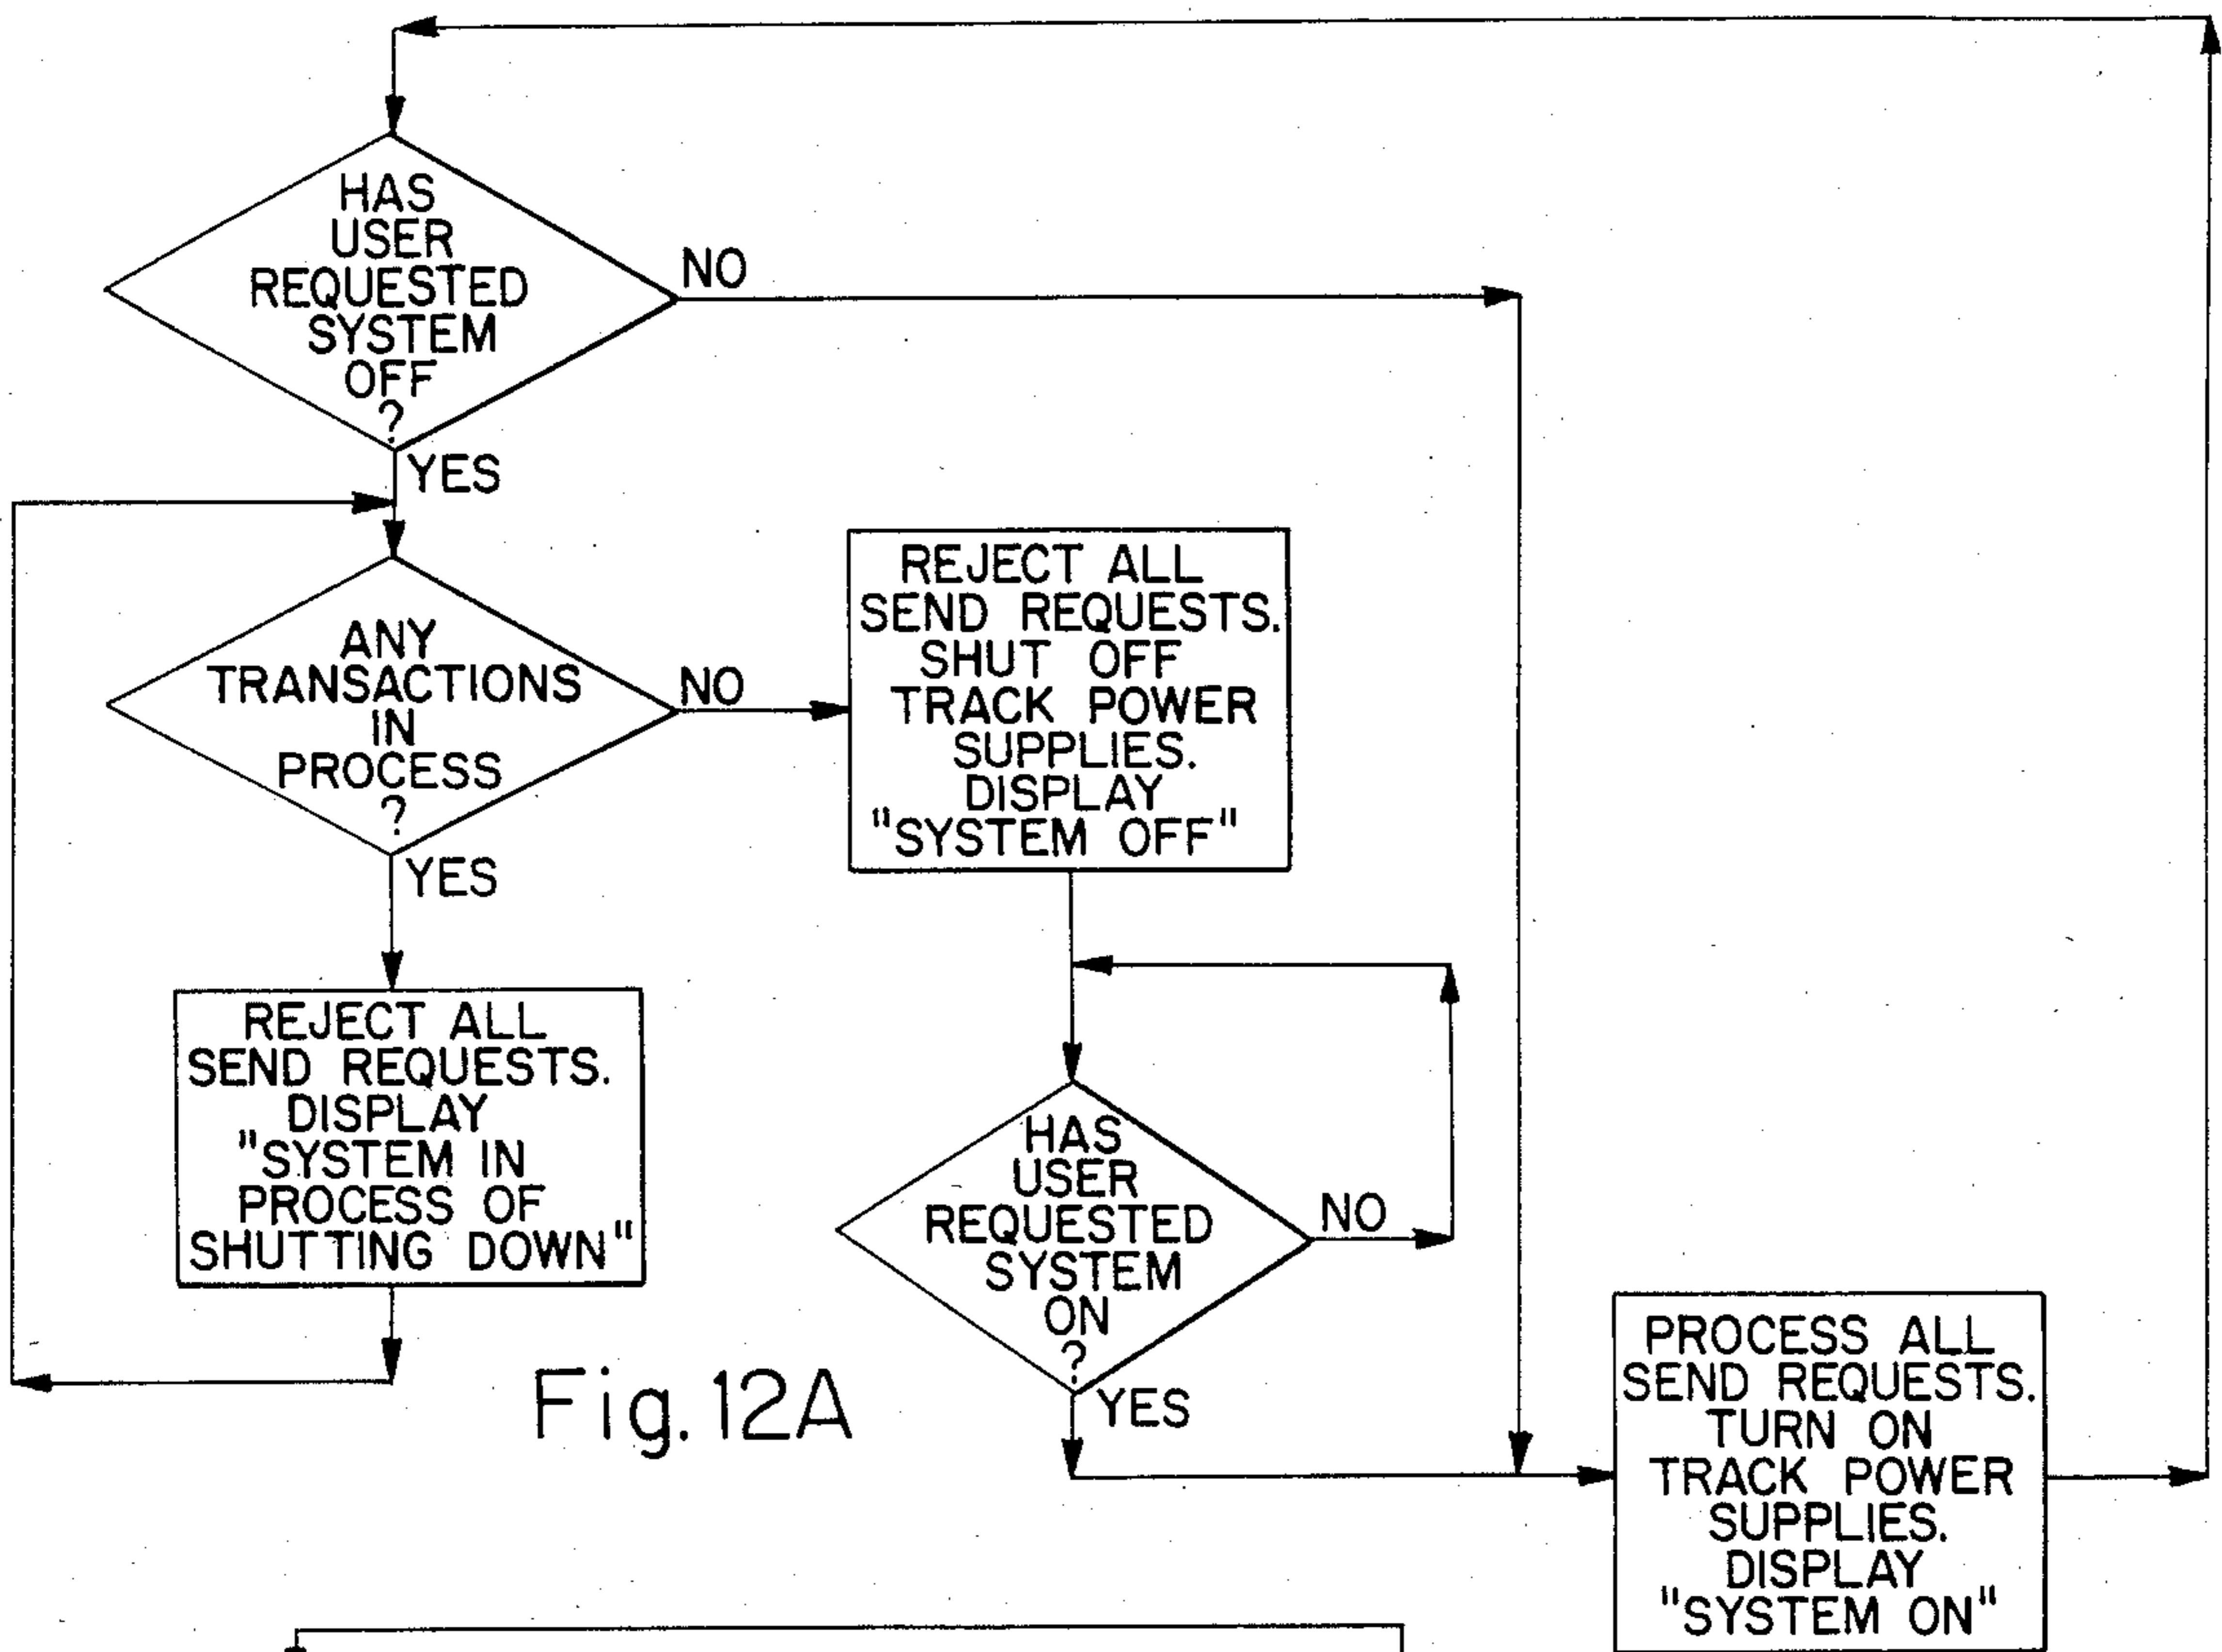 HAS
USER
REQUESTED
SYSTEM
OFF
?
NO
YES
ANY
TRANSACTIONS
IN
PROCESS
?
NO
YES
REJECT ALL
SEND REQUESTS.
SHUT OFF
TRACK POWER
SUPPLIES.
DISPLAY
"SYSTEM OFF"
REJECT ALL
SEND REQUESTS.
DISPLAY
"SYSTEM IN
PROCESS OF
SHUTTING DOWN"
HAS
USER
REQUESTED
SYSTEM
ON
?
NO
YES
PROCESS ALL
SEND REQUESTS.
TURN ON
TRACK POWER
SUPPLIES.
DISPLAY
"SYSTEM ON"
Fig. 12A